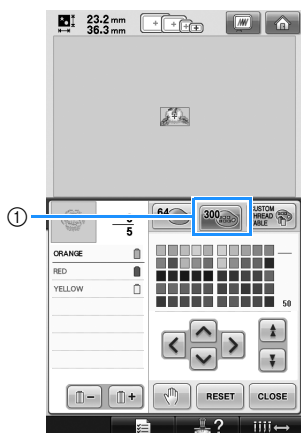 23.2 mm
36.3 mm
①
5
64
300
CUSTOM
THREAD
TABLE
ORANGE
RED
YELLOW
50
RESET
CLOSE
?